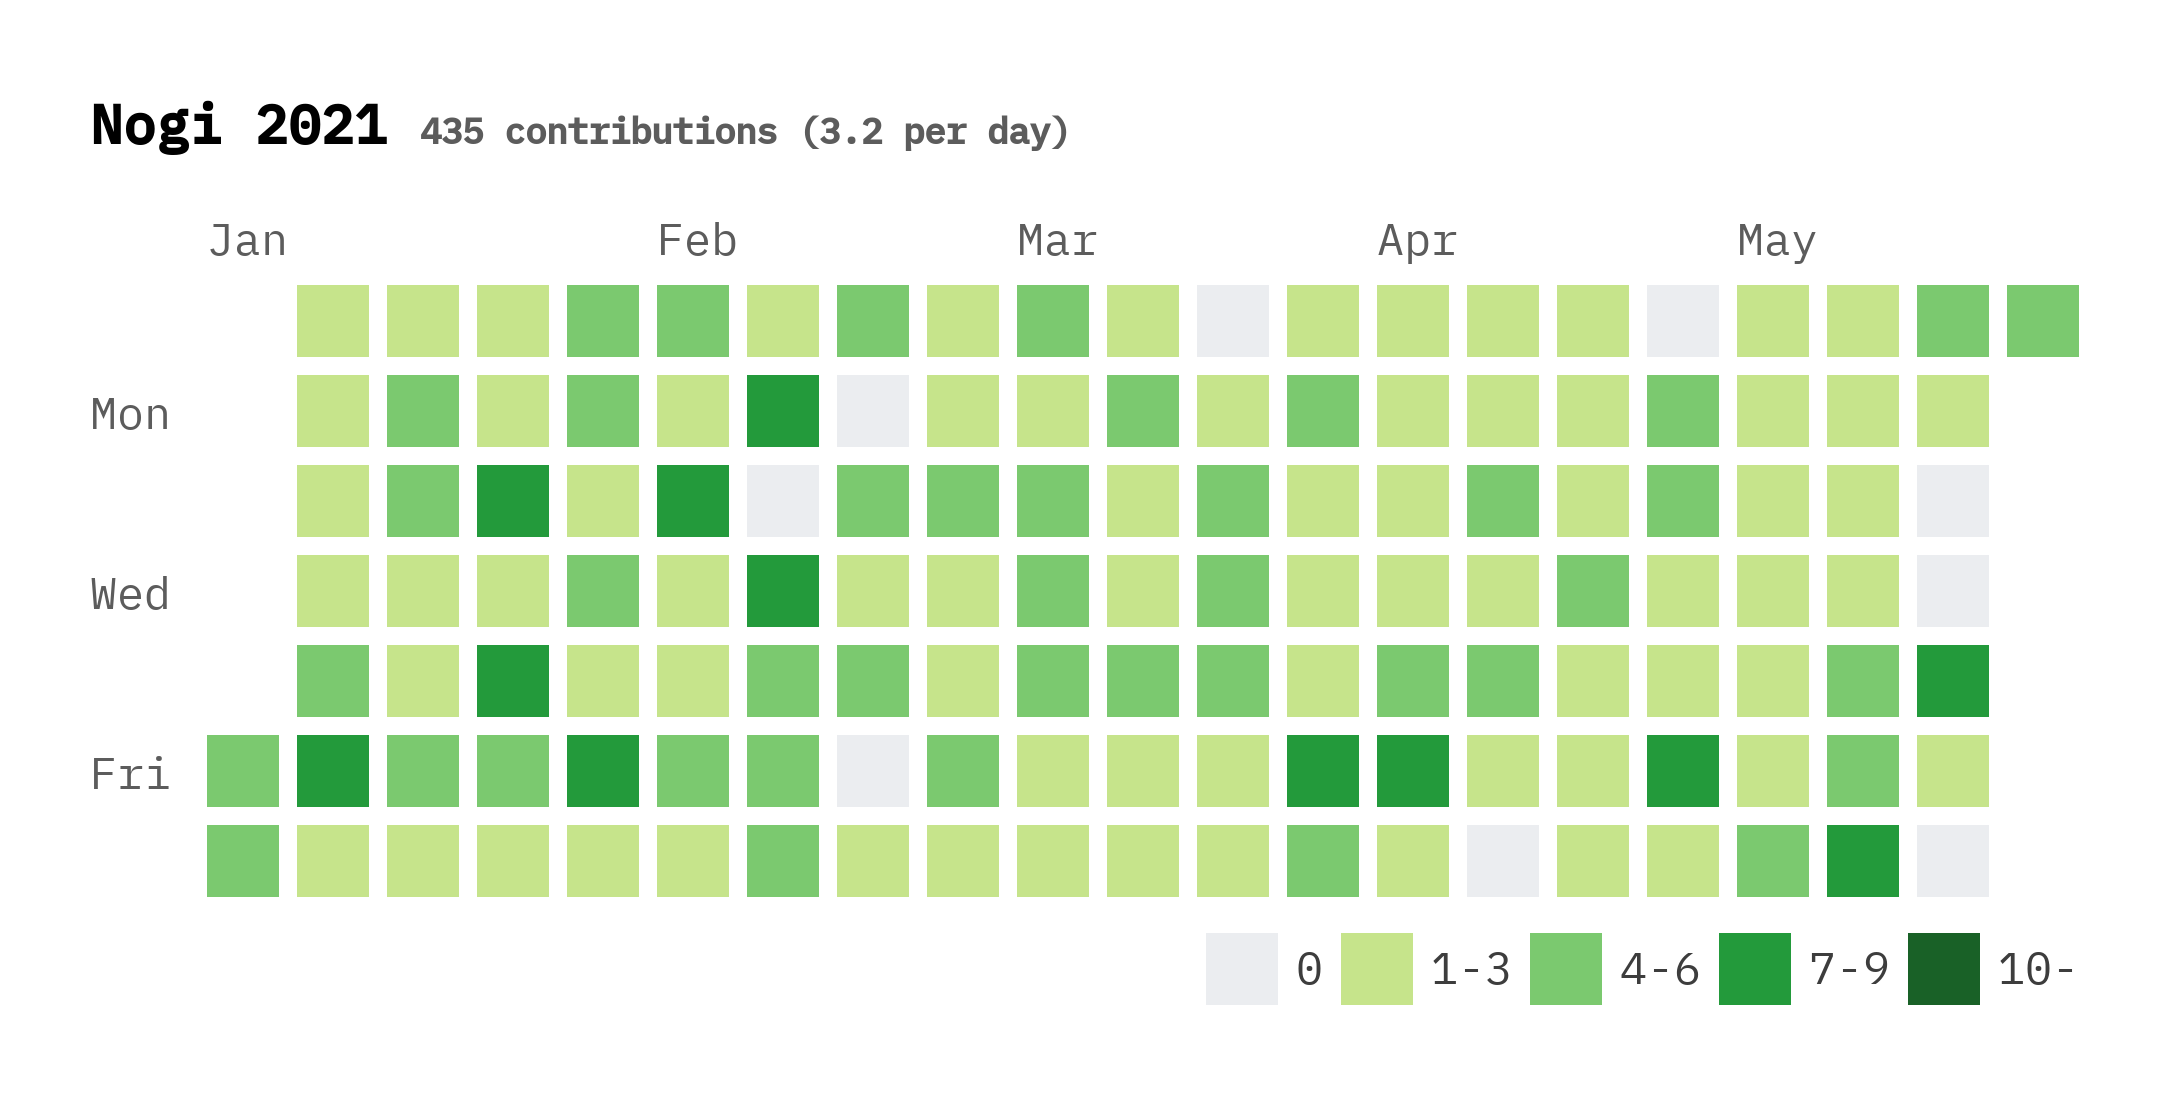 Nogi 2021 435 contributions (3.2 per day)
Jan Feb Mar Apr May
Mon
Wed
Fri
0 1-3 4-6 7-9 10-